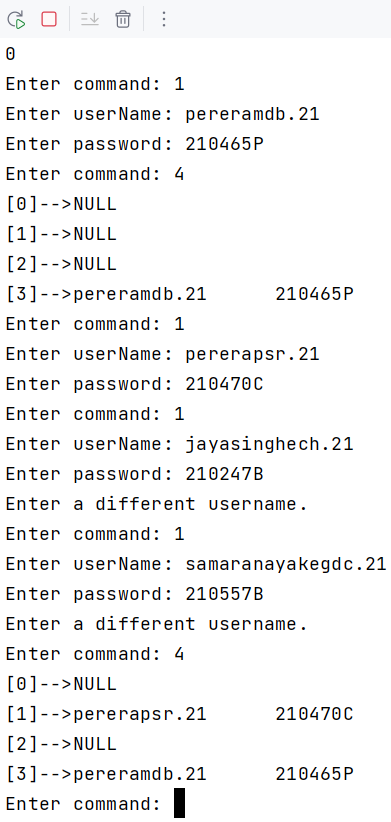 0
Enter command: 1
Enter userName: pereramdb.21
Enter password: 210465P
Enter command: 4
[0]-->NULL
[1]-->NULL
[2]-->NULL
[3]-->pereramdb.21      210465P
Enter command: 1
Enter userName: pererapsr.21
Enter password: 210470C
Enter command: 1
Enter userName: jayasinghech.21
Enter password: 210247B
Enter a different username.
Enter command: 1
Enter userName: samaranayakegdc.21
Enter password: 210557B
Enter a different username.
Enter command: 4
[0]-->NULL
[1]-->pererapsr.21      210470C
[2]-->NULL
[3]-->pereramdb.21      210465P
Enter command: